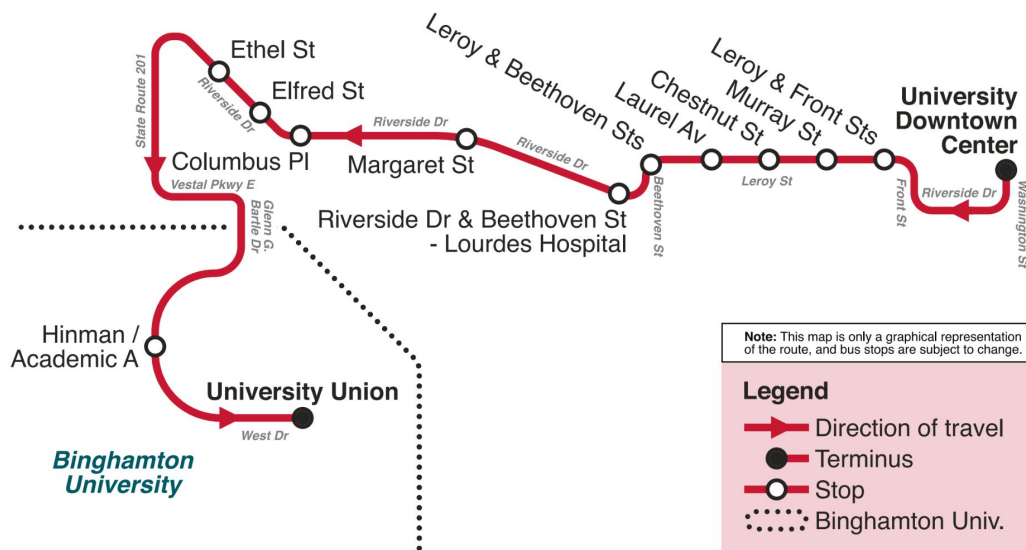 Ethel St
Elfred St
Columbus Pl
Margaret St
Riverside Dr & Beethoven St
- Lourdes Hospital
Leroy & Beethoven Sts
Laurel Av
Chestnut St
Murray St
Leroy & Front Sts
University
Downtown
Center
State Route 201
Riverside Dr
Riverside Dr
Riverside Dr
Beethoven St
Leroy St
Front St
Riverside Dr
Washington St
Vestal Pkwy E
Glenn G.
Bartle Dr
Hinman /
Academic A
University Union
West Dr
Binghamton
University
Note: This map is only a graphical representation
of the route, and bus stops are subject to change.
Legend
Direction of travel
Terminus
Stop
Binghamton Univ.